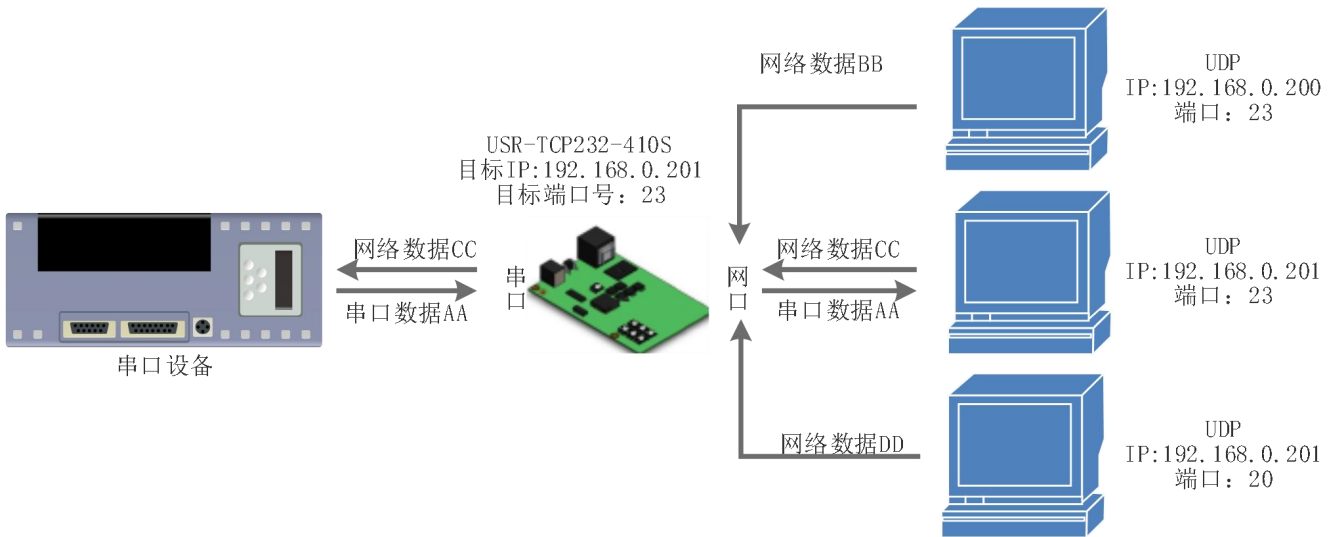 网络数据BB
UDP
IP:192.168.0.200
端口：23
USR-TCP232-410S
目标IP:192.168.0.201
目标端口号：23
网络数据CC
串口数据AA
串口
网口
网络数据CC
串口数据AA
UDP
IP:192.168.0.201
端口：23
串口设备
网络数据DD
UDP
IP:192.168.0.201
端口：20